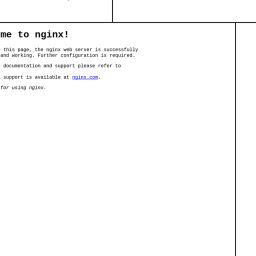 me to nginx!
this page, the nginx web server is successfully
and working. Further configuration is required.
documentation and support please refer to
support is available at nginx.com.
for using nginx.